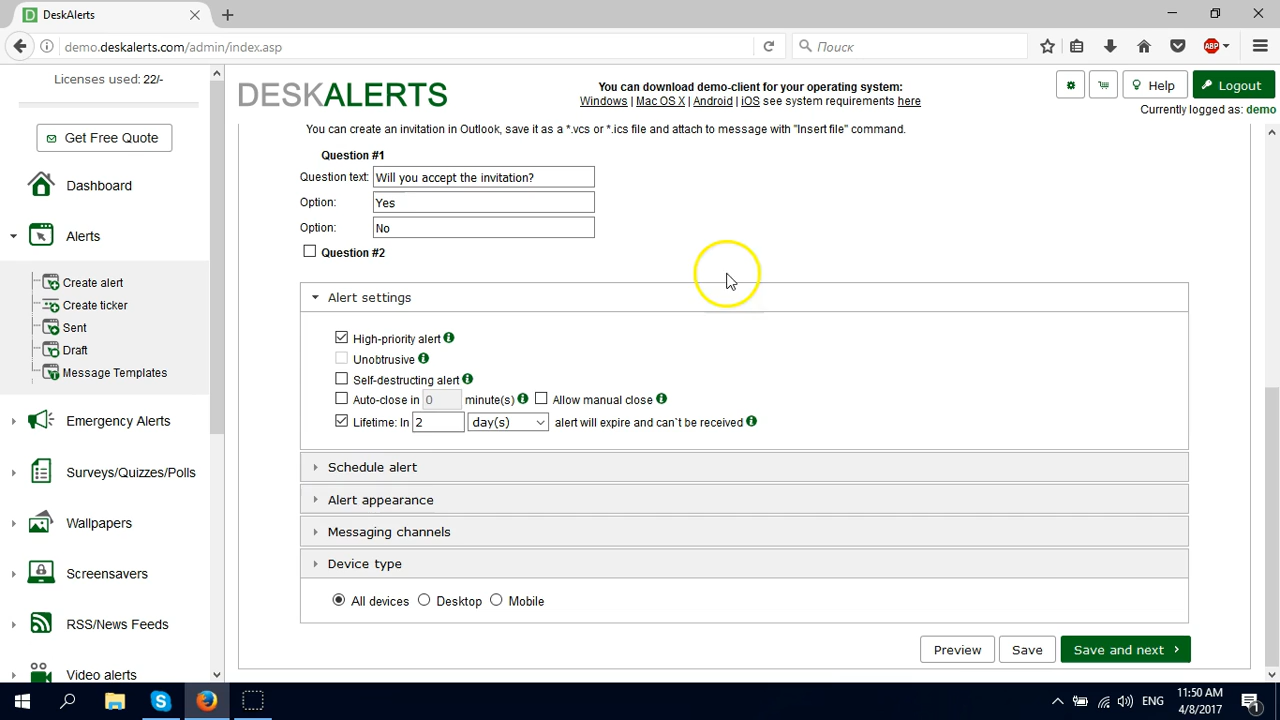 DeskAlerts
demo.deskalerts.com/admin/index.asp
Поиск
ABP
Licenses used: 22/-
Get Free Quote
Dashboard
Alerts
Create alert
Create ticker
Sent
Draft
Message Templates
Emergency Alerts
Surveys/Quizzes/Polls
Wallpapers
Screensavers
RSS/News Feeds
Video alerts
DESKALERTS
You can download demo-client for your operating system:
Windows | Mac OS X | Android | iOS see system requirements here
Help
Logout
Currently logged as: demo
You can create an invitation in Outlook, save it as a *.vcs or *.ics file and attach to message with "Insert file" command.
Question #1
Question text: Will you accept the invitation?
Option: Yes
Option: No
Question #2
Alert settings
High-priority alert
Unobtrusive
Self-destructing alert
Auto-close in 0 minute(s) Allow manual close
Lifetime: In 2 day(s) alert will expire and can`t be received
Schedule alert
Alert appearance
Messaging channels
Device type
All devices Desktop Mobile
Preview Save Save and next
ENG
11:50 AM
4/8/2017
1